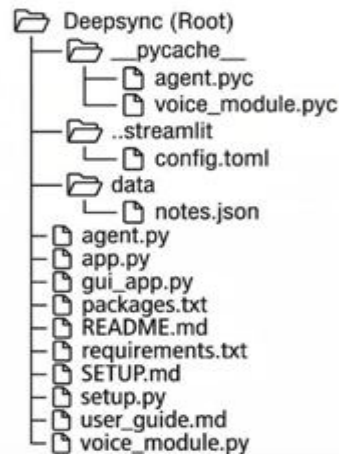 Deepsync (Root)
__pycache__
agent.pyc
voice_module.pyc
..streamlit
config.toml
data
notes.json
agent.py
app.py
gui_app.py
packages.txt
README.md
requirements.txt
SETUP.md
setup.py
user_guide.md
voice_module.py